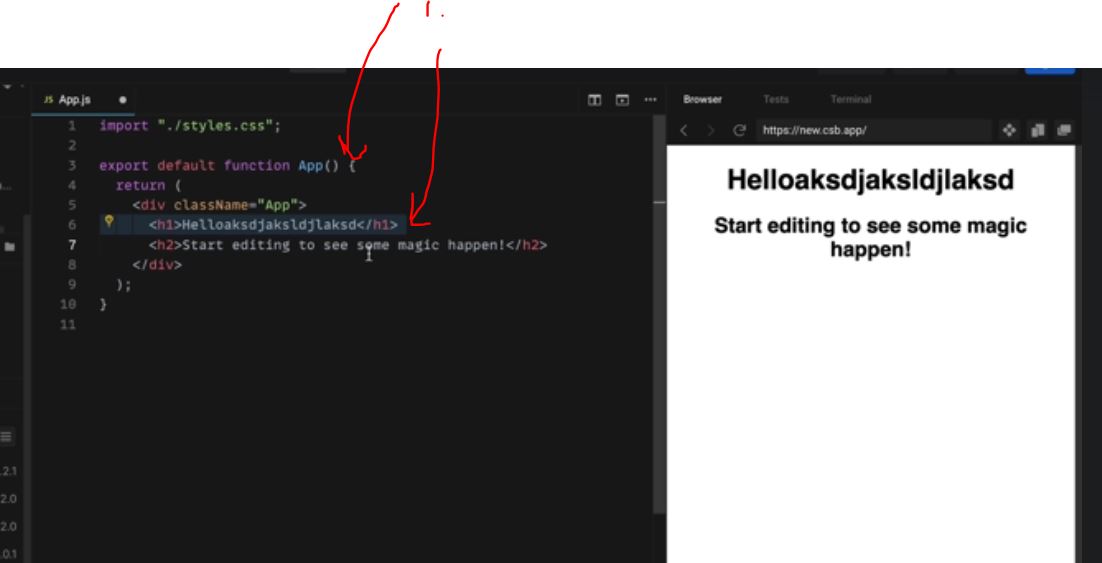 1.
JS App.js
Browser Tests Terminal
https://new.csb.app/
1 import "./styles.css";
2
3 export default function App() {
4 return (
5 <div className="App">
6 <h1>Helloaksdjaksldjlaksd</h1>
7 <h2>Start editing to see some magic happen!</h2>
8 </div>
9 );
10 }
11
Helloaksdjaksldjlaksd
Start editing to see some magic
happen!
.2.1
2.0
2.0
.0.1